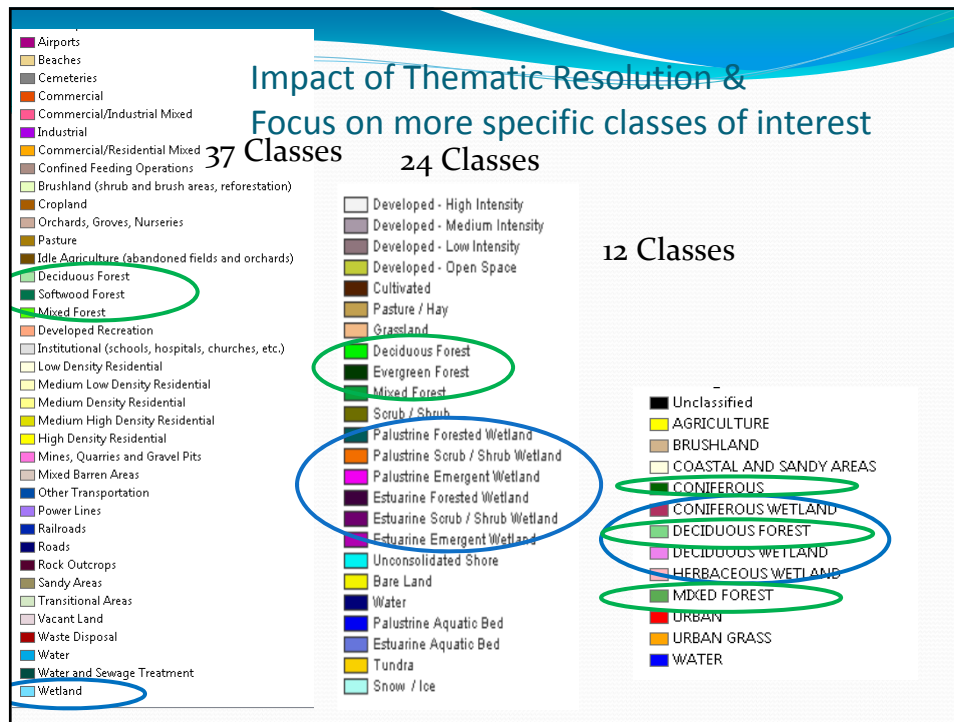 Impact of Thematic Resolution &
Focus on more specific classes of interest
37 Classes
Airports
Beaches
Cemeteries
Commercial
Commercial/Industrial Mixed
Industrial
Commercial/Residential Mixed
Confined Feeding Operations
Brushland (shrub and brush areas, reforestation)
Cropland
Orchards, Groves, Nurseries
Pasture
Idle Agriculture (abandoned fields and orchards)
Deciduous Forest
Softwood Forest
Mixed Forest
Developed Recreation
Institutional (schools, hospitals, churches, etc.)
Low Density Residential
Medium Low Density Residential
Medium Density Residential
Medium High Density Residential
High Density Residential
Mines, Quarries and Gravel Pits
Mixed Barren Areas
Other Transportation
Power Lines
Railroads
Roads
Rock Outcrops
Sandy Areas
Transitional Areas
Vacant Land
Waste Disposal
Water
Water and Sewage Treatment
Wetland
24 Classes
Developed - High Intensity
Developed - Medium Intensity
Developed - Low Intensity
Developed - Open Space
Cultivated
Pasture / Hay
Grassland
Deciduous Forest
Evergreen Forest
Mixed Forest
Scrub / Shrub
Palustrine Forested Wetland
Palustrine Scrub / Shrub Wetland
Palustrine Emergent Wetland
Estuarine Forested Wetland
Estuarine Scrub / Shrub Wetland
Estuarine Emergent Wetland
Unconsolidated Shore
Bare Land
Water
Palustrine Aquatic Bed
Estuarine Aquatic Bed
Tundra
Snow / Ice
12 Classes
Unclassified
AGRICULTURE
BRUSHLAND
COASTAL AND SANDY AREAS
CONIFEROUS
CONIFEROUS WETLAND
DECIDUOUS FOREST
DECIDUOUS WETLAND
HERBACEOUS WETLAND
MIXED FOREST
URBAN
URBAN GRASS
WATER